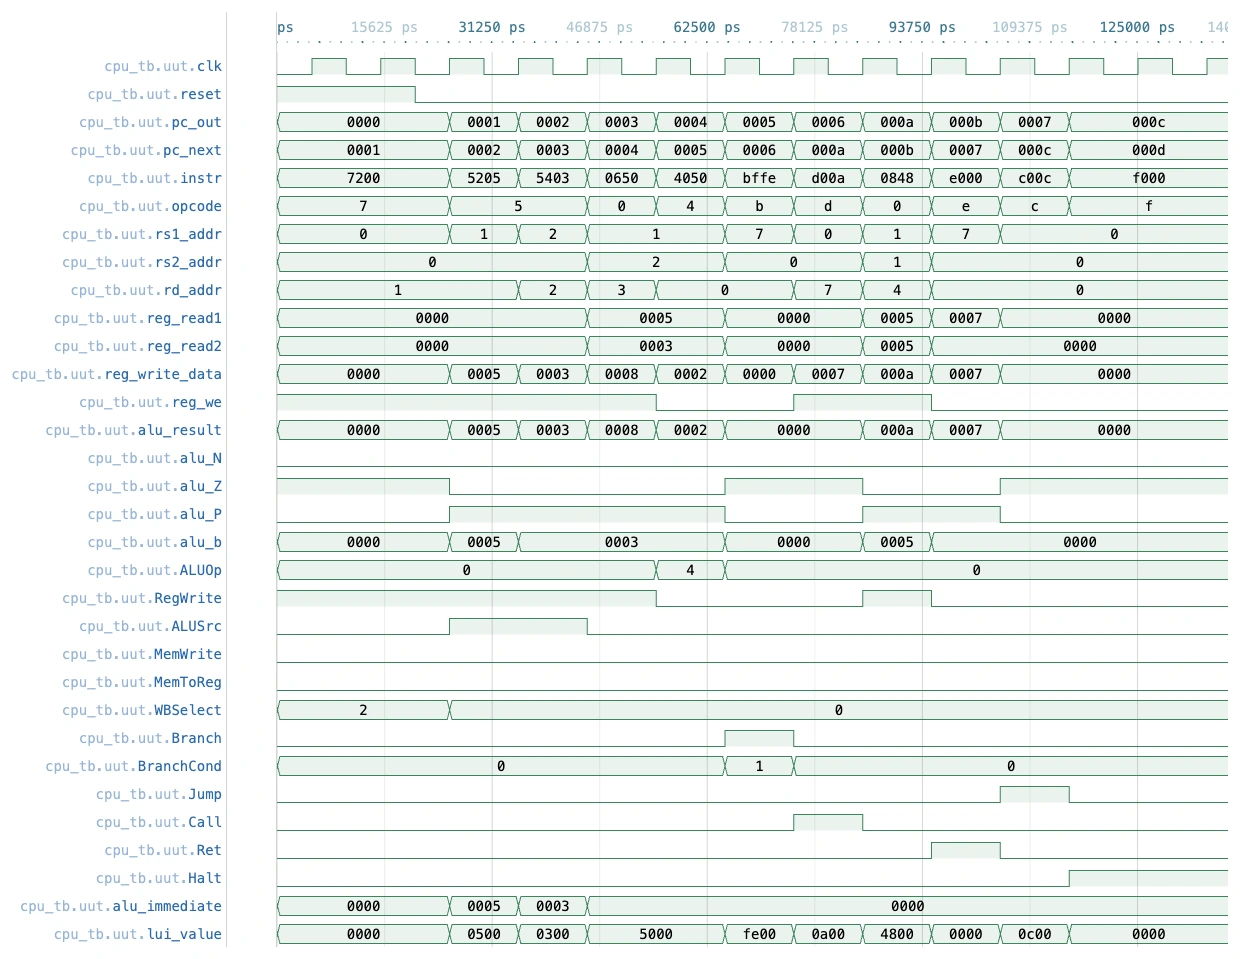 ps 15625 ps 31250 ps 46875 ps 62500 ps 78125 ps 93750 ps 109375 ps 125000 ps 140
cpu_tb.uut.clk
cpu_tb.uut.reset
cpu_tb.uut.pc_out 0000 0001 0002 0003 0004 0005 0006 000a 000b 0007 000c
cpu_tb.uut.pc_next 0001 0002 0003 0004 0005 0006 000a 000b 0007 000c 000d
cpu_tb.uut.instr 7200 5205 5403 0650 4050 bffe d00a 0848 e000 c00c f000
cpu_tb.uut.opcode 7 5 0 4 b d 0 e c f
cpu_tb.uut.rs1_addr 0 1 2 1 7 0 1 7 0
cpu_tb.uut.rs2_addr 0 2 0 1 0
cpu_tb.uut.rd_addr 1 2 3 0 7 4 0
cpu_tb.uut.reg_read1 0000 0005 0000 0005 0007 0000
cpu_tb.uut.reg_read2 0000 0003 0000 0005 0000
cpu_tb.uut.reg_write_data 0000 0005 0003 0008 0002 0000 0007 000a 0007 0000
cpu_tb.uut.reg_we
cpu_tb.uut.alu_result 0000 0005 0003 0008 0002 0000 000a 0007 0000
cpu_tb.uut.alu_N
cpu_tb.uut.alu_Z
cpu_tb.uut.alu_P
cpu_tb.uut.alu_b 0000 0005 0003 0000 0005 0000
cpu_tb.uut.ALUOp 0 4 0
cpu_tb.uut.RegWrite
cpu_tb.uut.ALUSrc
cpu_tb.uut.MemWrite
cpu_tb.uut.MemToReg
cpu_tb.uut.WBSelect 2 0
cpu_tb.uut.Branch
cpu_tb.uut.BranchCond 0 1 0
cpu_tb.uut.Jump
cpu_tb.uut.Call
cpu_tb.uut.Ret
cpu_tb.uut.Halt
cpu_tb.uut.alu_immediate 0000 0005 0003 0000
cpu_tb.uut.lui_value 0000 0500 0300 5000 fe00 0a00 4800 0000 0c00 0000